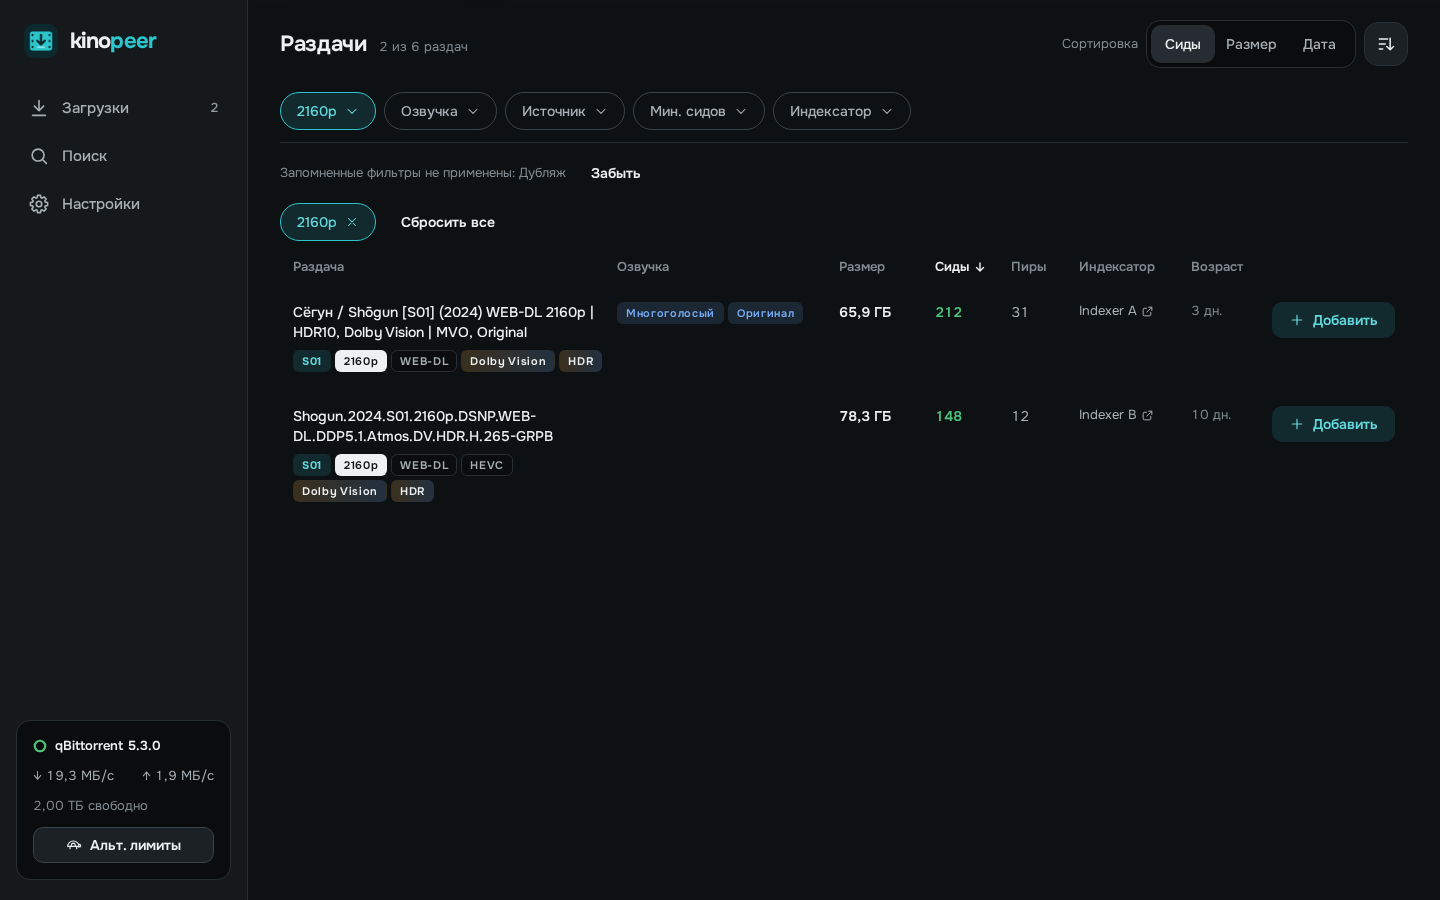 kinopeer
Загрузки 2
Поиск
Настройки
Раздачи 2 из 6 раздач
Сортировка Сиды Размер Дата
2160p Озвучка Источник Мин. сидов Индексатор
Запомненные фильтры не применены: Дубляж Забыть
2160p Сбросить все
Раздача Озвучка Размер Сиды Пиры Индексатор Возраст
Сёгун / Shōgun [S01] (2024) WEB-DL 2160p |
HDR10, Dolby Vision | MVO, Original
S01 2160p WEB-DL Dolby Vision HDR
Многоголосый Оригинал
65,9 ГБ 212 31 Indexer A 3 дн. Добавить
Shogun.2024.S01.2160p.DSNP.WEB-
DL.DDP5.1.Atmos.DV.HDR.H.265-GRPB
S01 2160p WEB-DL HEVC
Dolby Vision HDR
78,3 ГБ 148 12 Indexer B 10 дн. Добавить
qBittorrent 5.3.0
↓ 19,3 МБ/с ↑ 1,9 МБ/с
2,00 ТБ свободно
Альт. лимиты